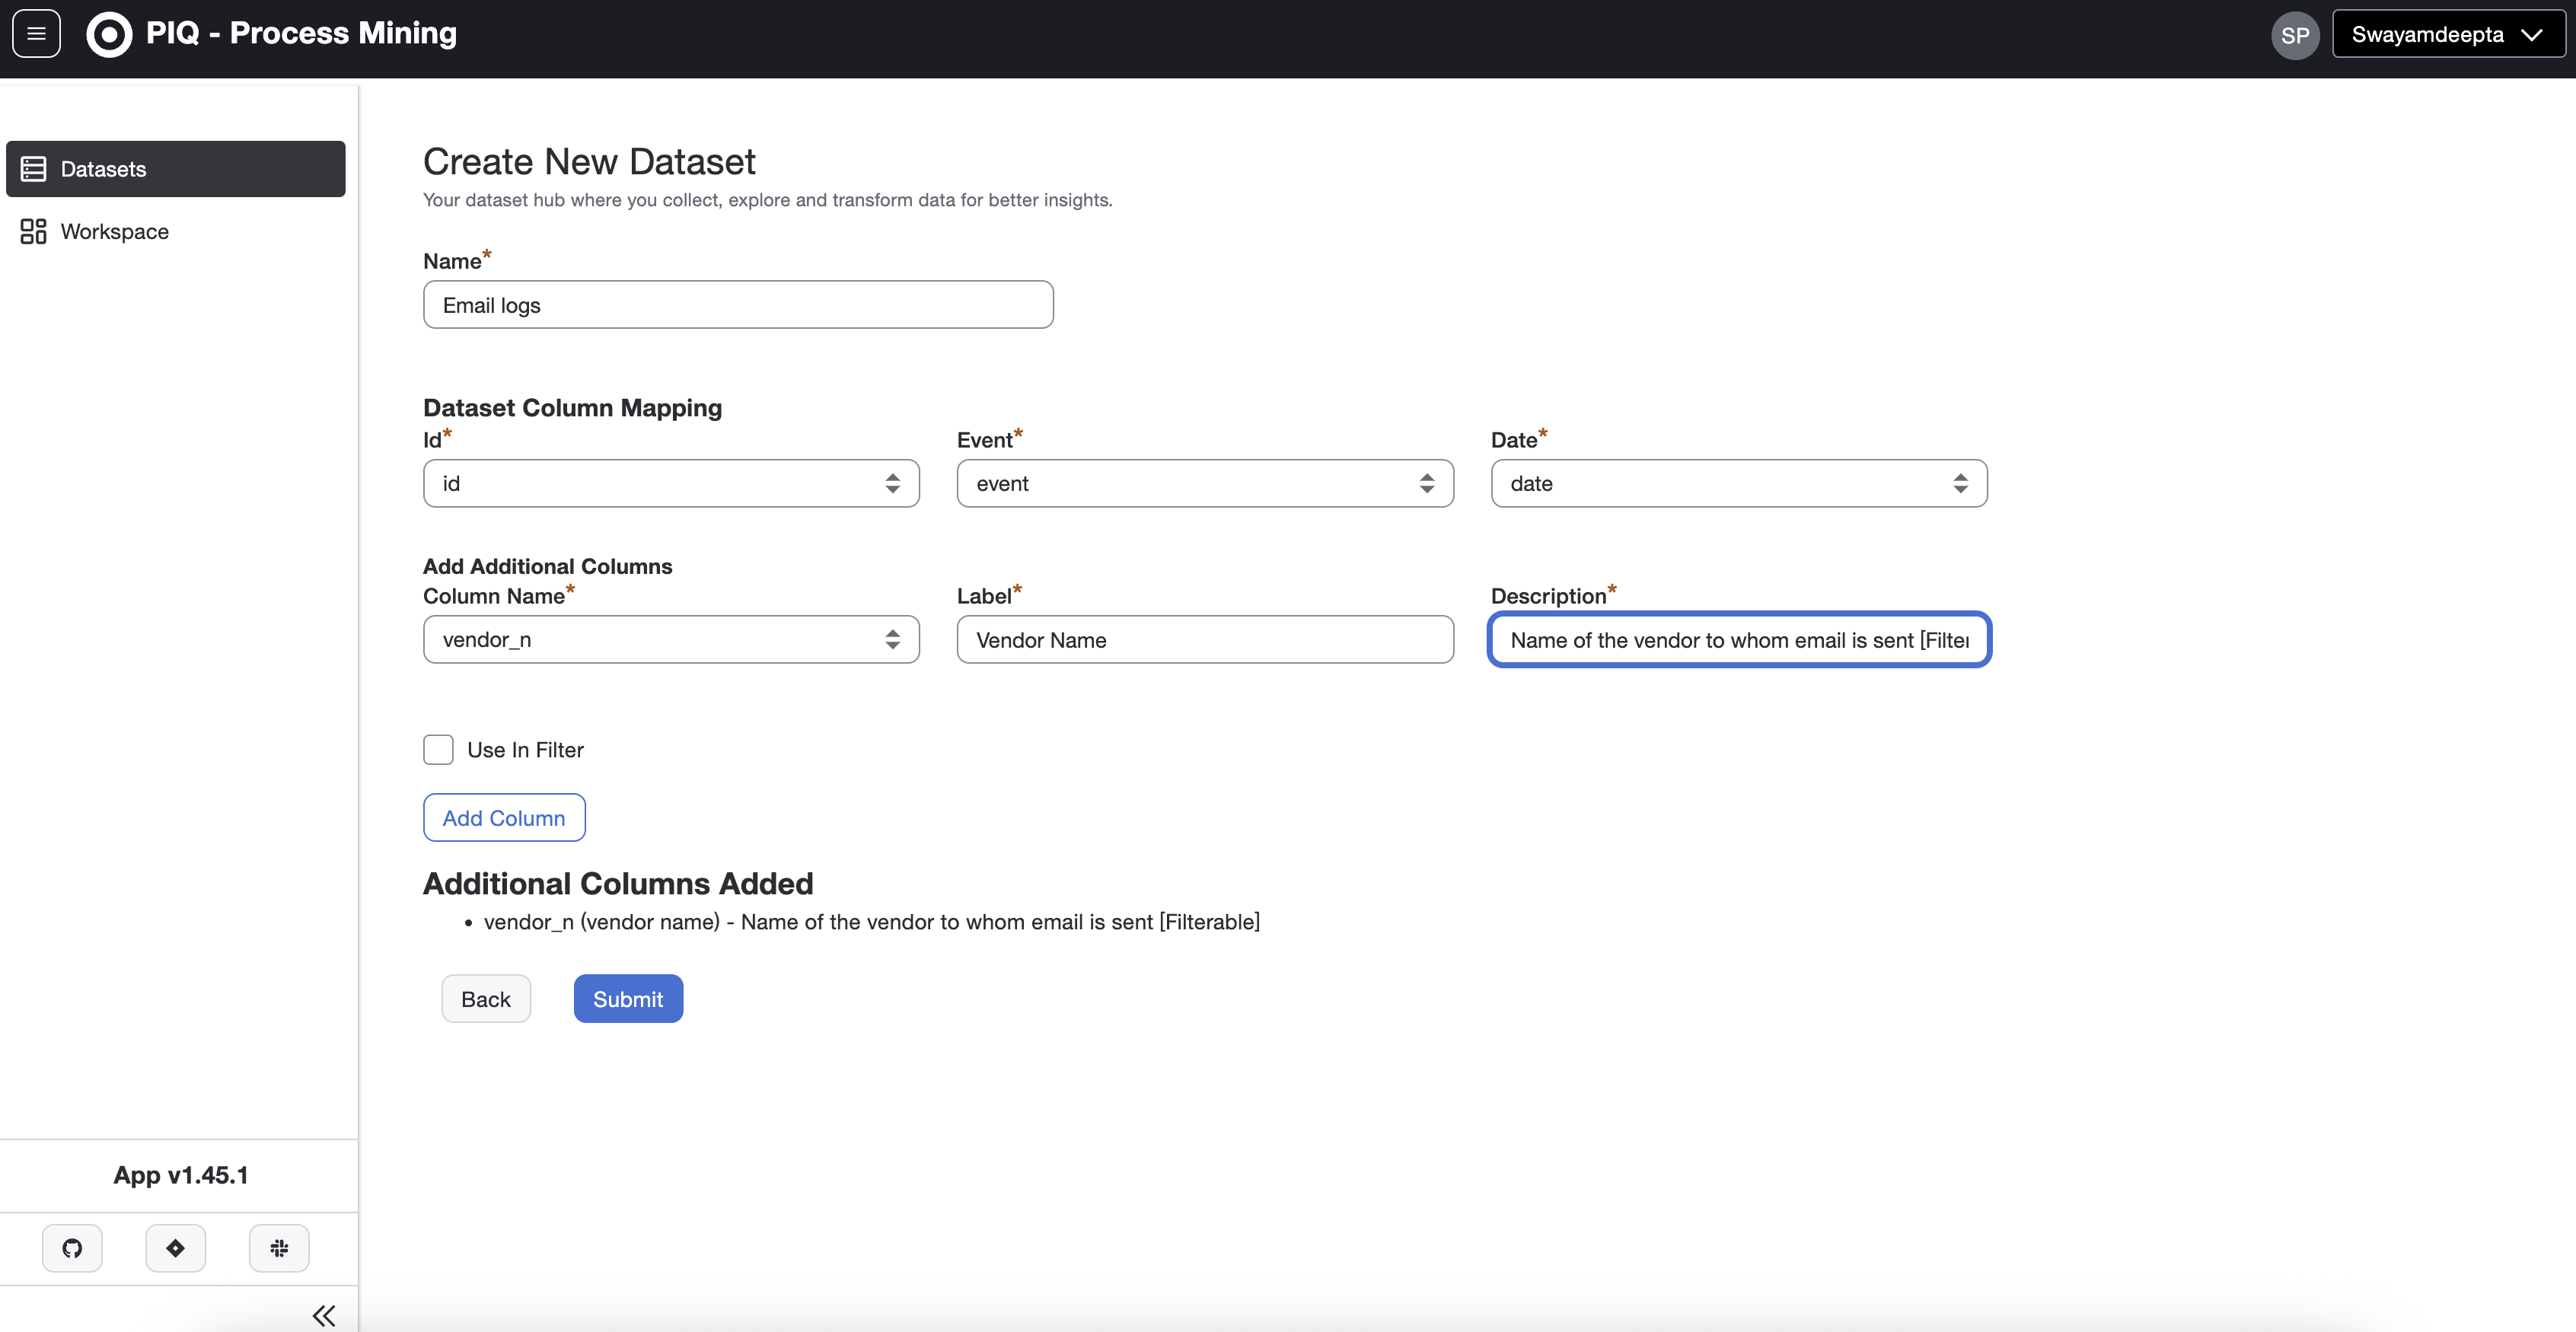 PIQ - Process Mining
SP
Swayamdeepta
Datasets
Workspace
Create New Dataset
Your dataset hub where you collect, explore and transform data for better insights.
Name*
Email logs
Dataset Column Mapping
Id* Event* Date*
id event date
Add Additional Columns
Column Name* Label* Description*
vendor_n Vendor Name Name of the vendor to whom email is sent [Filter
Use In Filter
Add Column
Additional Columns Added
• vendor_n (vendor name) - Name of the vendor to whom email is sent [Filterable]
Back Submit
App v1.45.1